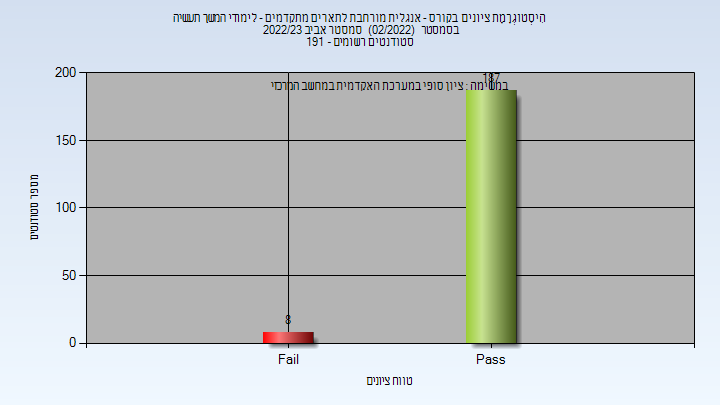 היסטוגרמת ציונים בקורס - אנגלית מורחבת לתארים מתקדמים - לימודי המשך תעשיה
בסמסטר (02/2022) סמסטר אביב 2022/23
סטודנטים רשומים - 191
במשימה : ציון סופי במערכת האקדמית במחשב המרכזי
200
150
100
50
0
187
8
Fail
Pass
טווח ציונים
מספר סטודנטים